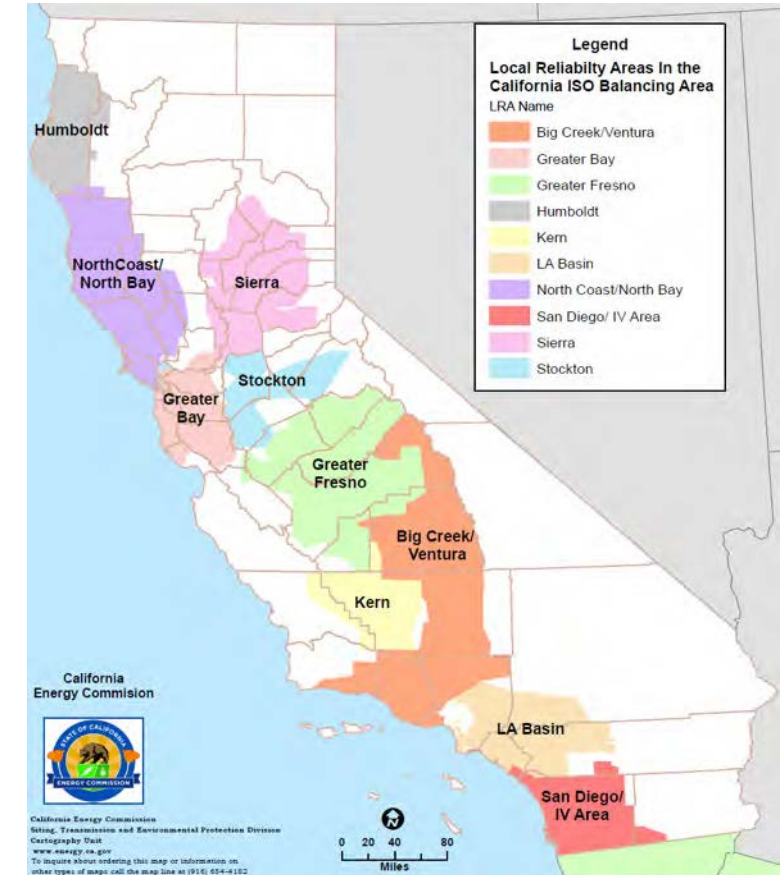 Legend
Local Reliabilty Areas In the
California ISO Balancing Area
LRA Name
Big Creek/Ventura
Greater Bay
Greater Fresno
Humboldt
Kern
LA Basin
North Coast/North Bay
San Diego/ IV Area
Sierra
Stockton
Humboldt
NorthCoast/
North Bay
Sierra
Stockton
Greater
Bay
Greater
Fresno
Big Creek/
Ventura
Kern
LA Basin
San Diego/
IV Area
California
Energy Commision
STATE OF CALIFORNIA
ENERGY COMMISSION
California Energy Commission
Siting, Transmission and Environmental Protection Division
Cartography Unit
www.energy.ca.gov
To inquire about ordering this map or information on
other types of maps call the map line at (916) 654-4182
N
0 20 40 80
Miles